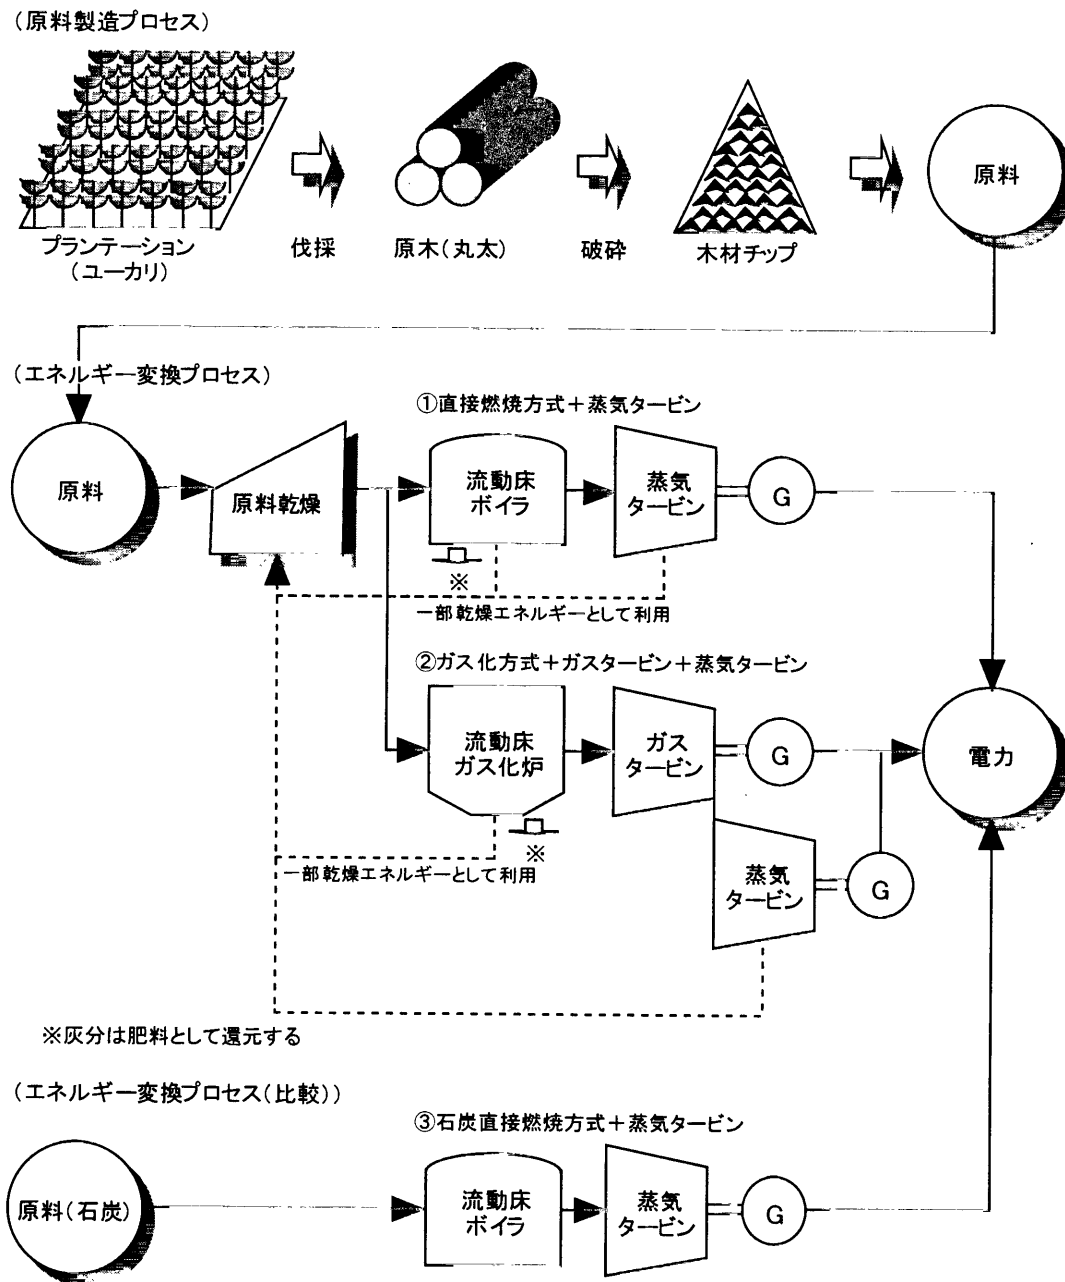 (原料製造プロセス)
原料
プランテーション
(ユーカリ)
伐採
原木(丸太)
破砕
木材チップ
(エネルギー変換プロセス)
①直接燃焼方式+蒸気タービン
原料
原料乾燥
流動床
ボイラ
蒸気
タービン
G
※
一部乾燥エネルギーとして利用
②ガス化方式+ガスタービン+蒸気タービン
流動床
ガス化炉
ガス
タービン
G
電力
※
一部乾燥エネルギーとして利用
蒸気
タービン
G
※灰分は肥料として還元する
(エネルギー変換プロセス(比較))
③石炭直接燃焼方式+蒸気タービン
原料(石炭)
流動床
ボイラ
蒸気
タービン
G